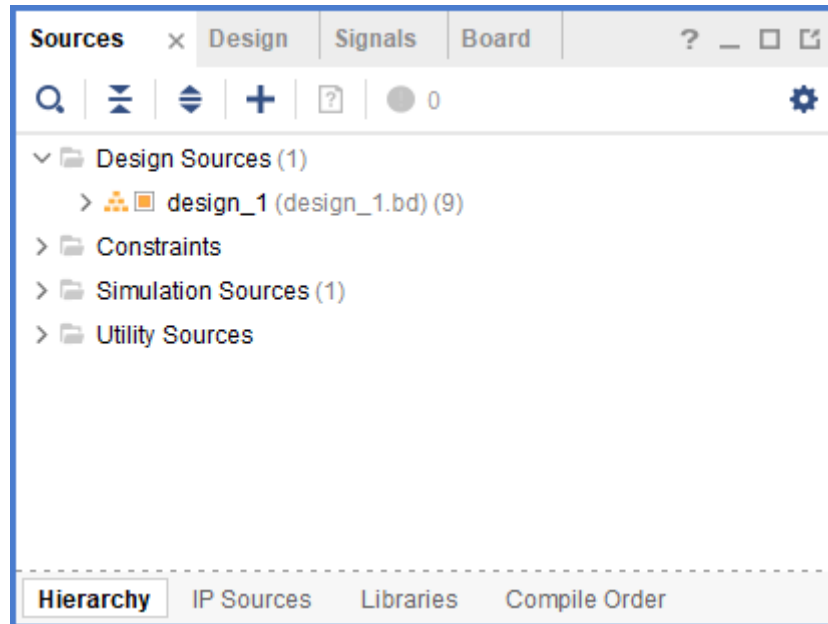 Sources × Design Signals Board ?
? 0
Design Sources (1)
design_1 (design_1.bd) (9)
Constraints
Simulation Sources (1)
Utility Sources
Hierarchy IP Sources Libraries Compile Order